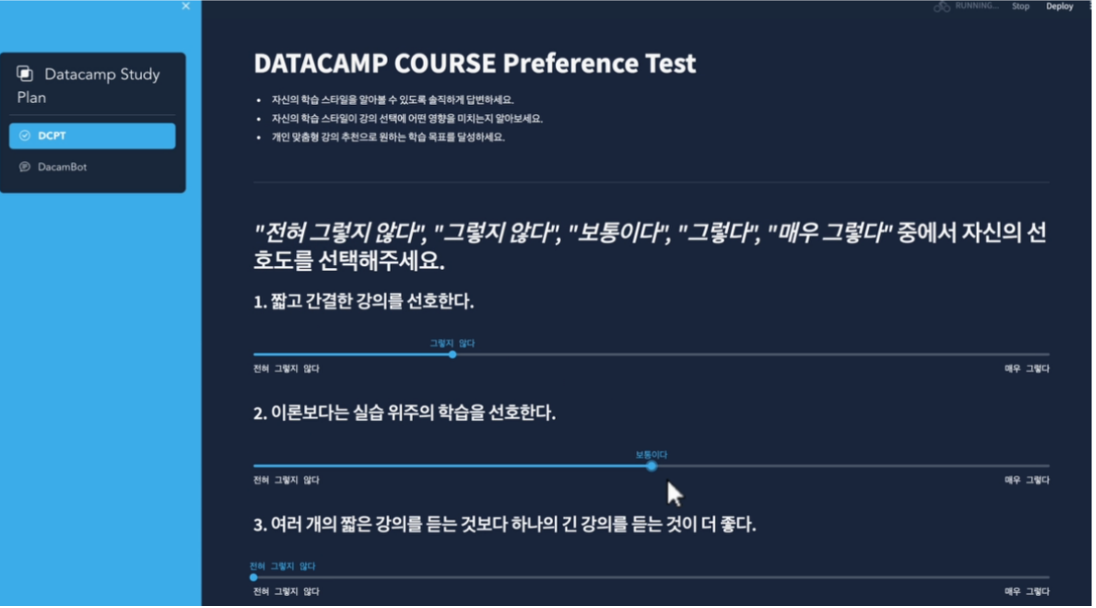 RUNNING...
Stop
Deploy
Datacamp Study
Plan
DCPT
DacamBot
DATACAMP COURSE Preference Test
• 자신의 학습 스타일을 알아볼 수 있도록 솔직하게 답변하세요.
• 자신의 학습 스타일이 강의 선택에 어떤 영향을 미치는지 알아보세요.
• 개인 맞춤형 강의 추천으로 원하는 학습 목표를 달성하세요.
"전혀 그렇지 않다", "그렇지 않다", "보통이다", "그렇다", "매우 그렇다" 중에서 자신의 선
호도를 선택해주세요.
1. 짧고 간결한 강의를 선호한다.
그렇지 않다
전혀 그렇지 않다
매우 그렇다
2. 이론보다는 실습 위주의 학습을 선호한다.
보통이다
전혀 그렇지 않다
매우 그렇다
3. 여러 개의 짧은 강의를 듣는 것보다 하나의 긴 강의를 듣는 것이 더 좋다.
전혀 그렇지 않다
전혀 그렇지 않다
매우 그렇다